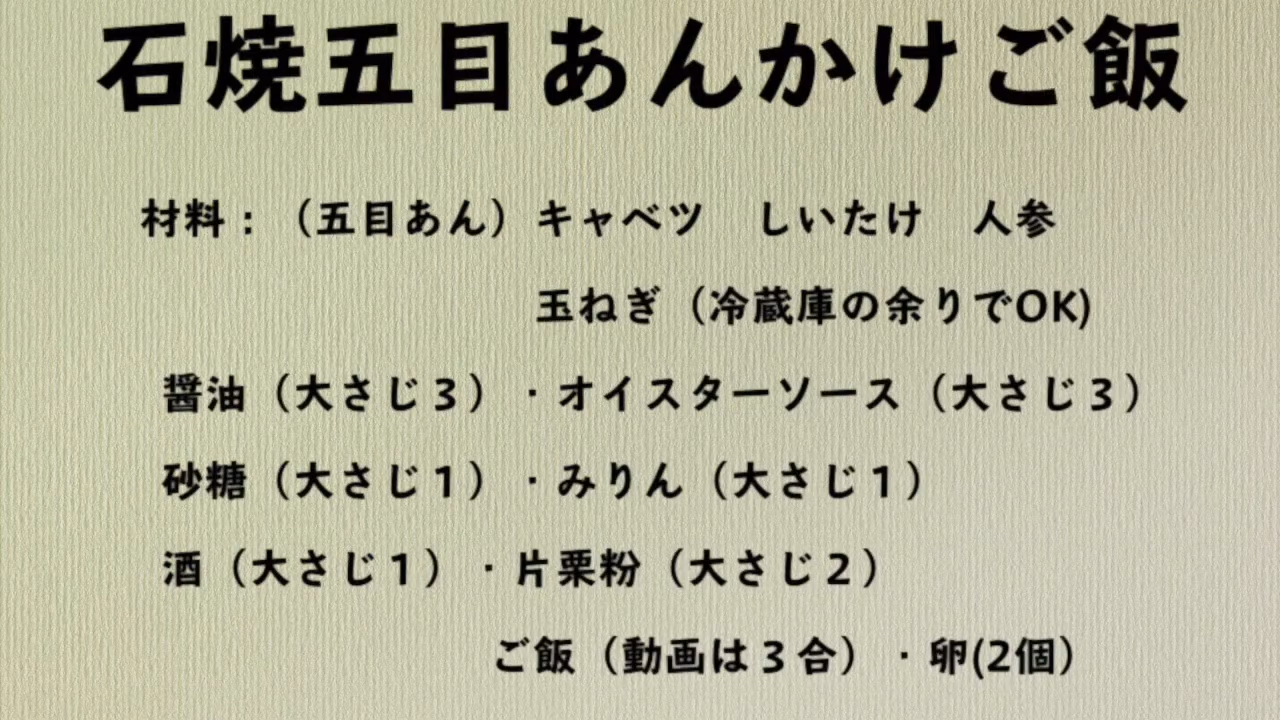 石焼五目あんかけご飯
材料：（五目あん）キャベツ　しいたけ　人参
玉ねぎ（冷蔵庫の余りでOK)
醤油（大さじ３）・オイスターソース（大さじ３）
砂糖（大さじ１）・みりん（大さじ１）
酒（大さじ１）・片栗粉（大さじ２）
ご飯（動画は３合）・卵(2個）